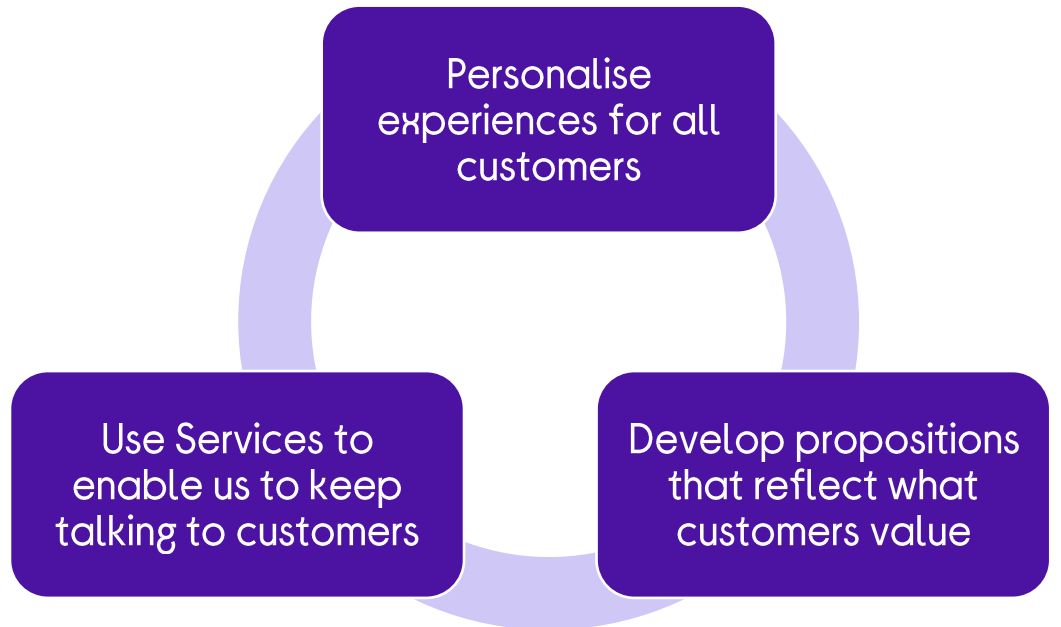 Personalise
experiences for all
customers
Use Services to
enable us to keep
talking to customers
Develop propositions
that reflect what
customers value